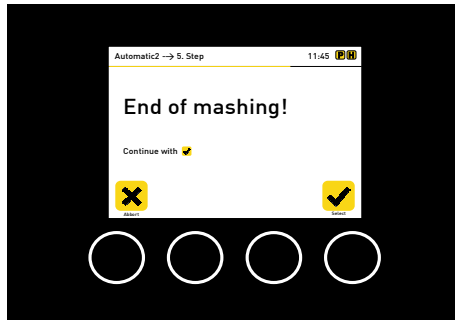 Automatic2 --> 5. Step 11:45 P H
End of mashing!
Continue with
Abbort Select